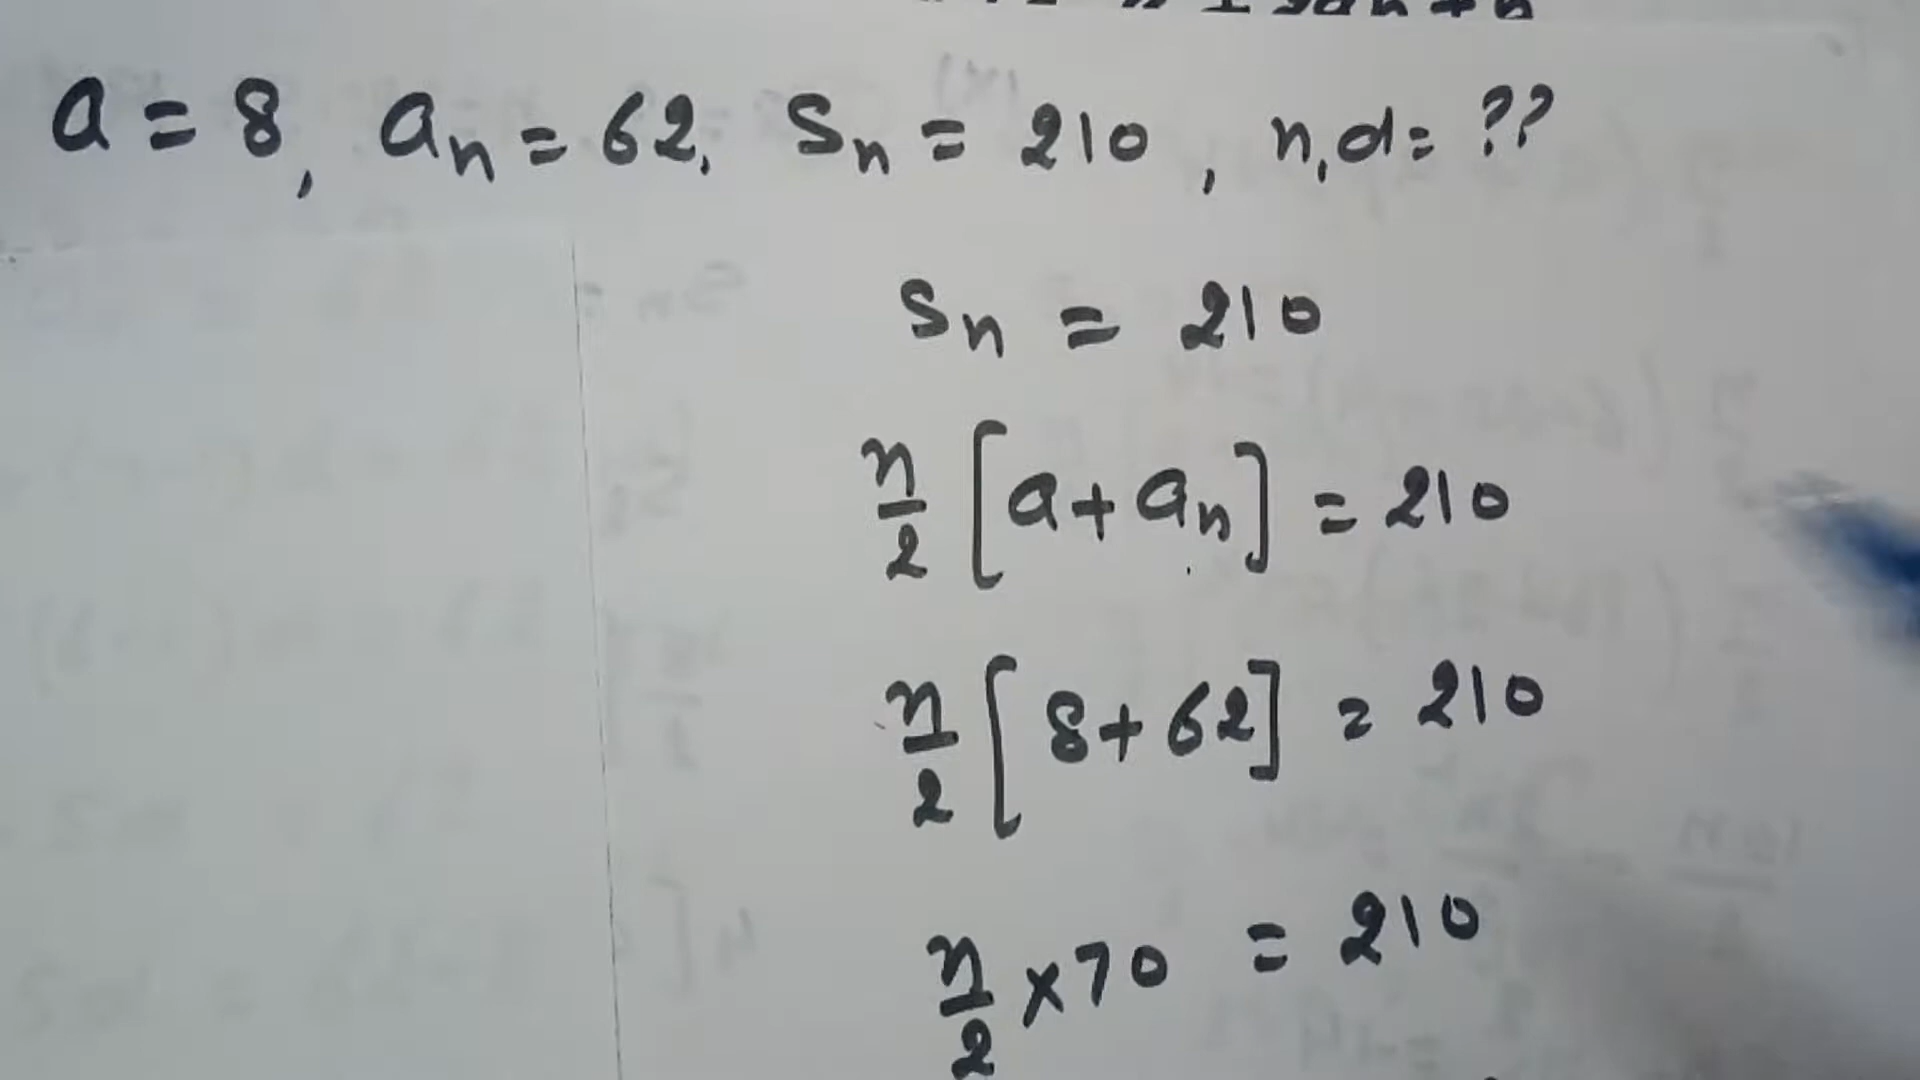 a = 8, an = 62, Sn = 210, n, d = ??
Sn = 210
n/2 [a + an] = 210
n/2 [8 + 62] = 210
n/2 × 70 = 210